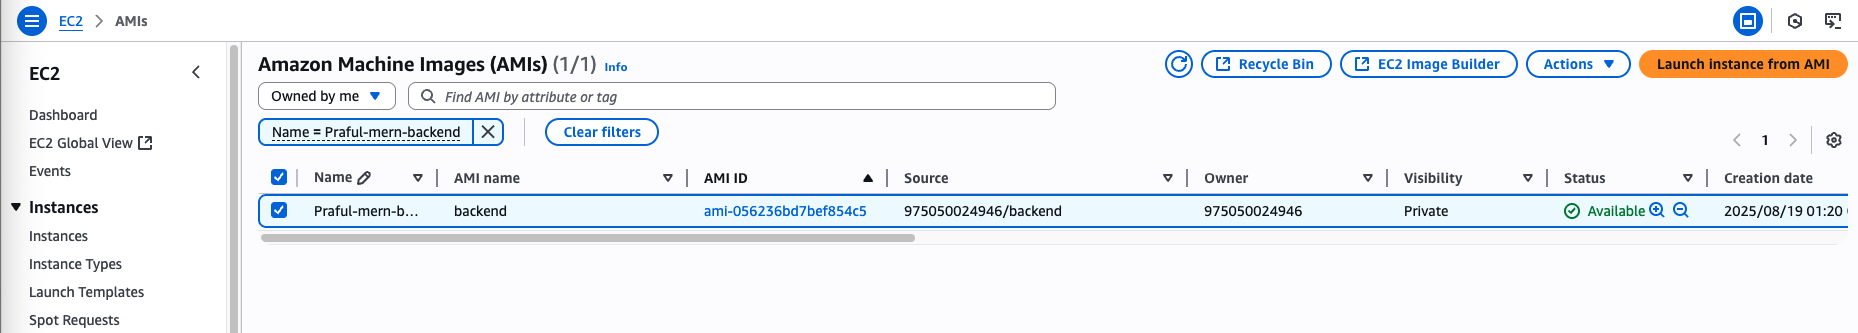 EC2 > AMIs
EC2
Dashboard
EC2 Global View
Events
Instances
Instances
Instance Types
Launch Templates
Spot Requests
Amazon Machine Images (AMIs) (1/1) Info
Recycle Bin
EC2 Image Builder
Actions
Launch instance from AMI
Owned by me
Find AMI by attribute or tag
Name = Praful-mern-backend
Clear filters
1
Name AMI name AMI ID Source Owner Visibility Status Creation date
Praful-mern-b... backend ami-056236bd7bef854c5 975050024946/backend 975050024946 Private Available 2025/08/19 01:20